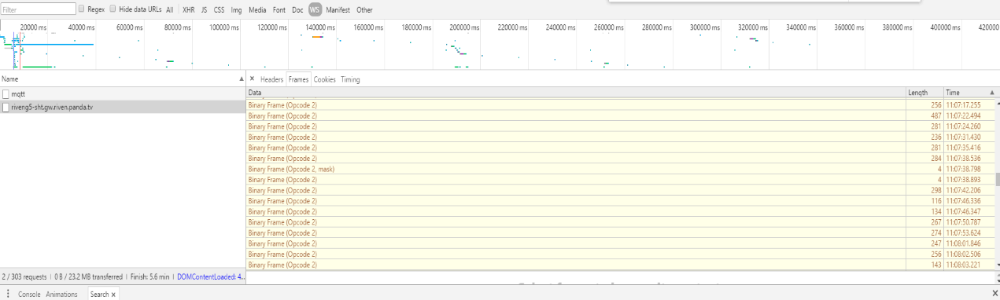 Filter Regex Hide data URLs All XHR JS CSS Img Media Font Doc WS Manifest Other
20000 ms 40000 ms 60000 ms 80000 ms 100000 ms 120000 ms 140000 ms 160000 ms 180000 ms 200000 ms 220000 ms 240000 ms 260000 ms 280000 ms 300000 ms 320000 ms 340000 ms 360000 ms 380000 ms 400000 ms 420000
Name ▲ × Headers Frames Cookies Timing
mqtt Data Length Time ▲
riveng5-sht.gw.riven.panda.tv
Binary Frame (Opcode 2) 256 11:07:17.255
Binary Frame (Opcode 2) 487 11:07:22.494
Binary Frame (Opcode 2) 281 11:07:24.260
Binary Frame (Opcode 2) 236 11:07:31.430
Binary Frame (Opcode 2) 281 11:07:35.416
Binary Frame (Opcode 2) 284 11:07:38.536
Binary Frame (Opcode 2, mask) 4 11:07:38.798
Binary Frame (Opcode 2) 4 11:07:38.893
Binary Frame (Opcode 2) 298 11:07:42.206
Binary Frame (Opcode 2) 116 11:07:46.336
Binary Frame (Opcode 2) 134 11:07:46.347
Binary Frame (Opcode 2) 267 11:07:50.787
Binary Frame (Opcode 2) 274 11:07:53.624
Binary Frame (Opcode 2) 247 11:08:01.846
Binary Frame (Opcode 2) 256 11:08:02.506
Binary Frame (Opcode 2) 143 11:08:03.221
2 / 303 requests | 0 B / 23.2 MB transferred | Finish: 5.6 min | DOMContentLoaded: 4...
Console Animations Search × ×